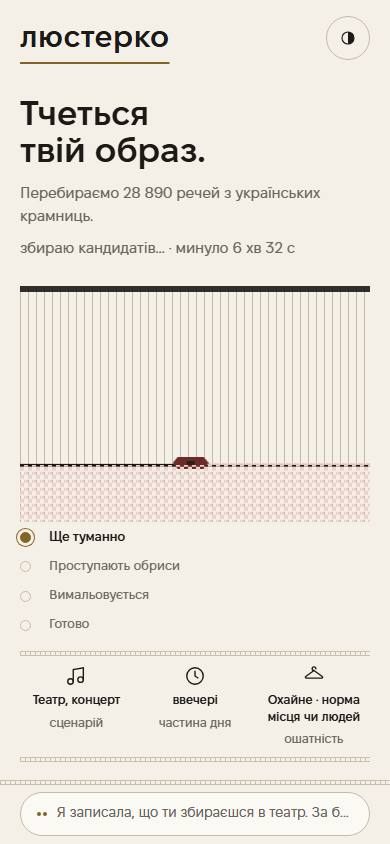 люстерко
Тчеться
твій образ.
Перебираємо 28 890 речей з українських
крамниць.
збираю кандидатів… · минуло 6 хв 32 с
Ще туманно
Проступають обриси
Вимальовується
Готово
Театр, концерт
сценарій
ввечері
частина дня
Охайне · норма
місця чи людей
ошатність
Я записала, що ти збираєшся в театр. За б…